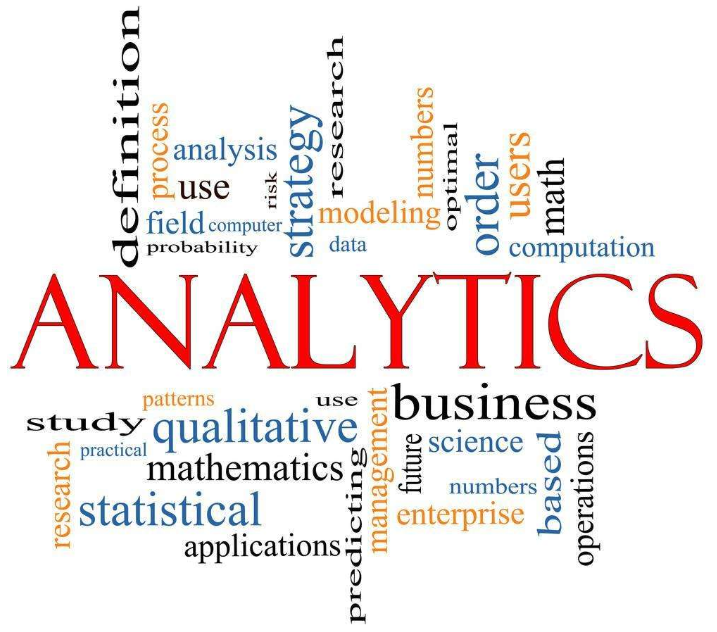 definition
process
analysis
use
risk
field
computer
probability
strategy
research
modeling
data
numbers
optimal
order
users
math
computation
ANALYTICS
patterns
use
study
qualitative
practical
research
mathematics
statistical
applications
predicting
management
business
future
science
numbers
enterprise
based
operations